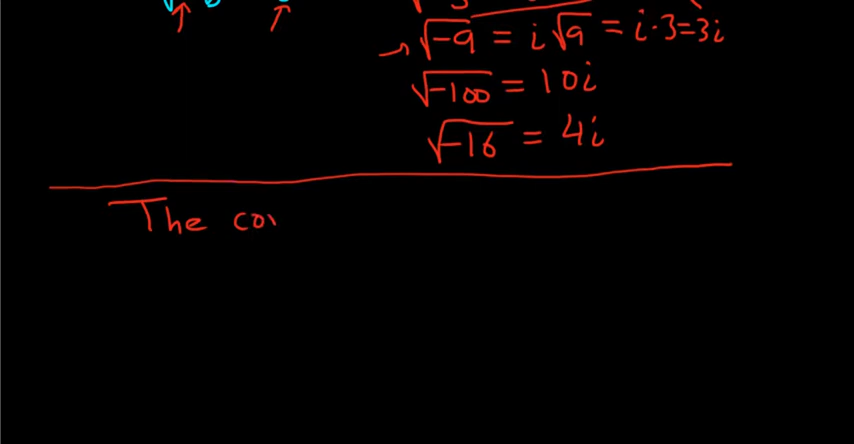 √-9 = i√9 = i·3=3i
√-100 = 10i
√-16 = 4i
The co